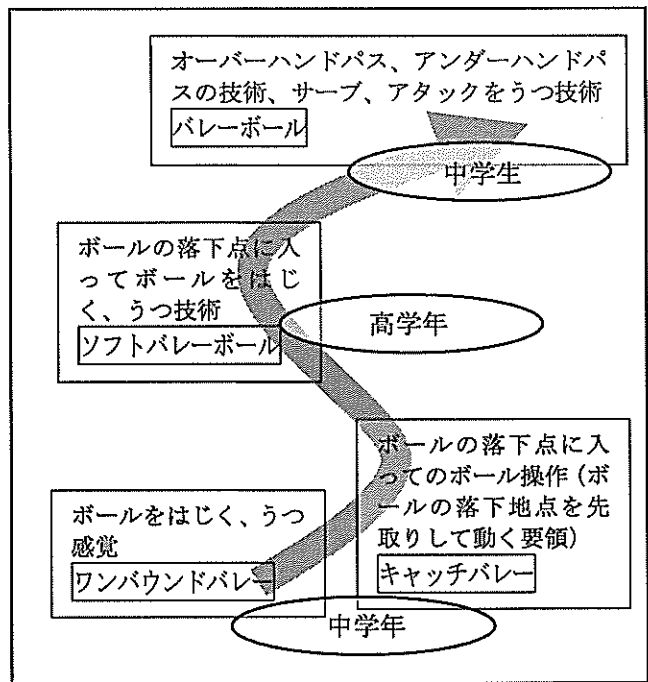 オーバーハンドパス、アンダーハンドパ
スの技術、サーブ、アタックをうつ技術
バレーボール
中学生
ボールの落下点に入
ってボールをはじ
く、うつ技術
ソフトバレーボール
高学年
ボールの落下点に入
ってのボール操作（ボ
ールの落下地点を先
取りして動く要領）
キャッチバレー
ボールをはじく、うつ
感覚
ワンバウンドバレー
中学年